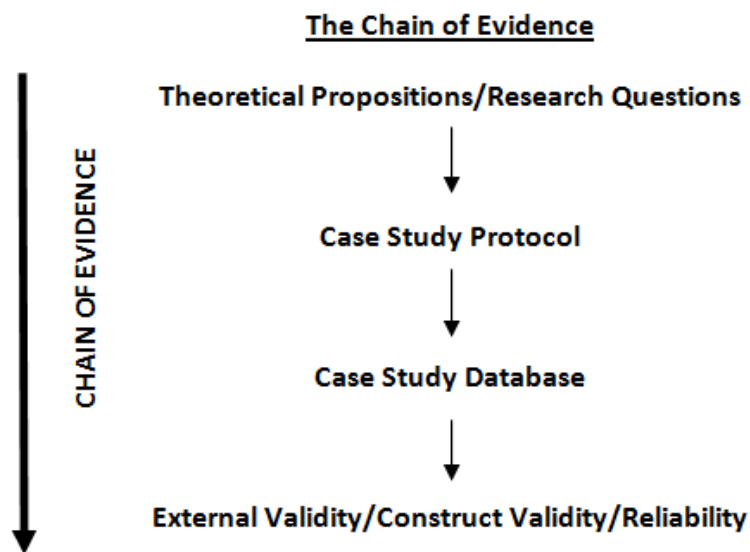 The Chain of Evidence
Theoretical Propositions/Research Questions
CHAIN OF EVIDENCE
Case Study Protocol
Case Study Database
External Validity/Construct Validity/Reliability